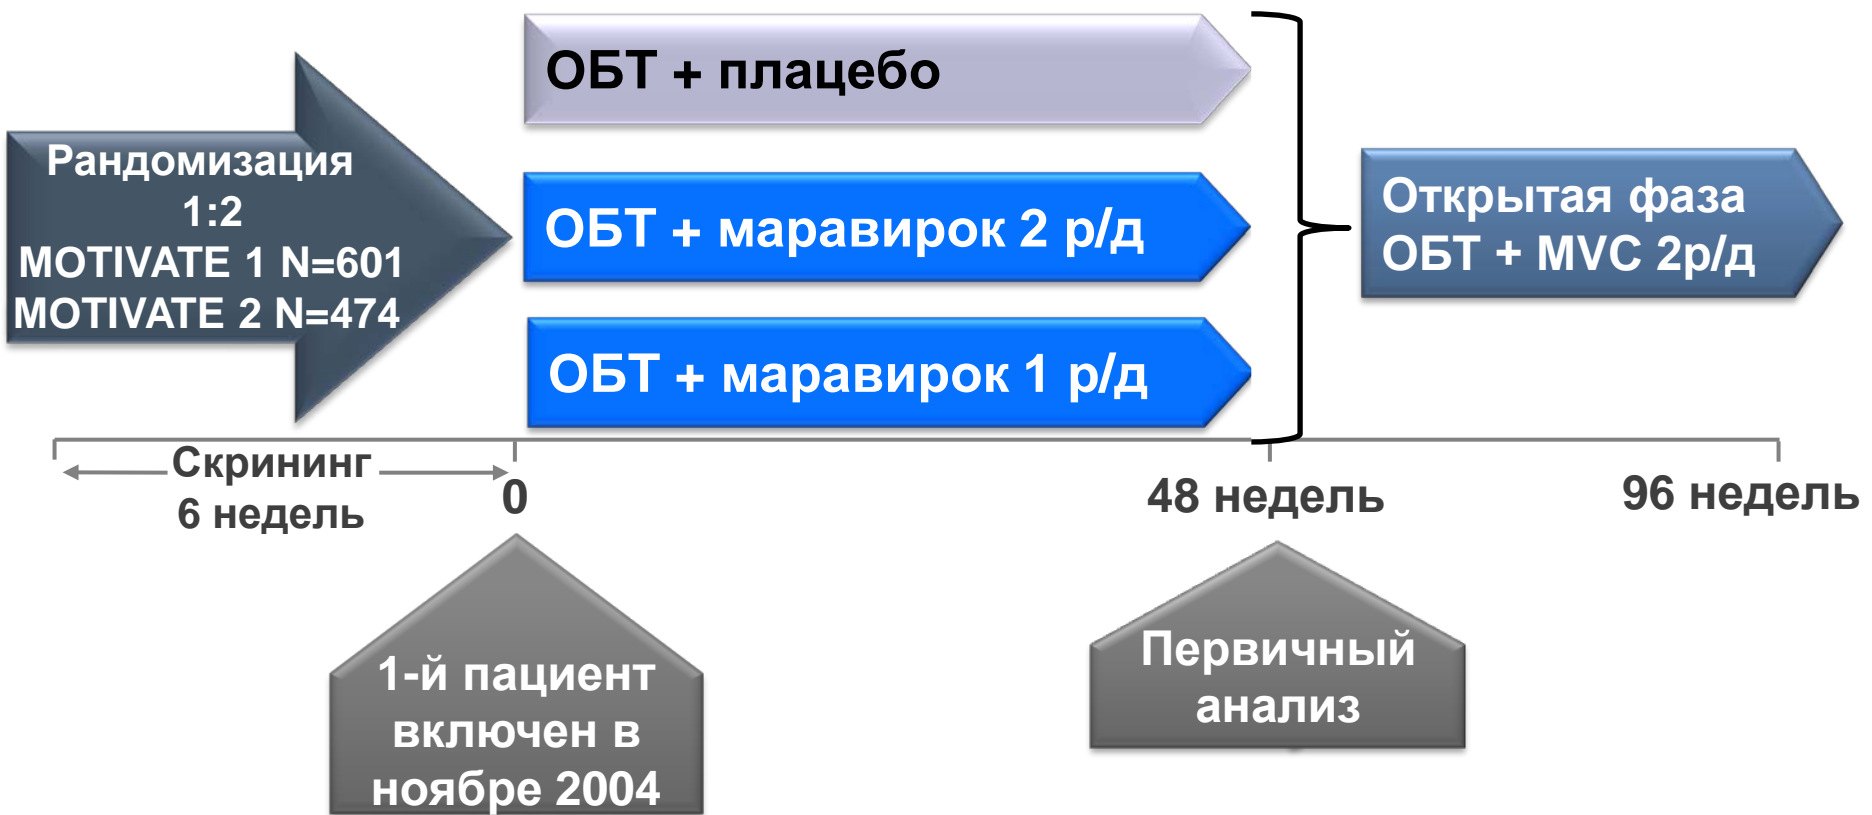 ОБТ + плацебо
Рандомизация
1:2
MOTIVATE 1 N=601
MOTIVATE 2 N=474
ОБТ + маравирок 2 р/д
ОБТ + маравирок 1 р/д
Открытая фаза
ОБТ + MVC 2р/д
Скрининг
6 недель
0
48 недель
96 недель
1-й пациент
включен в
ноябре 2004
Первичный
анализ